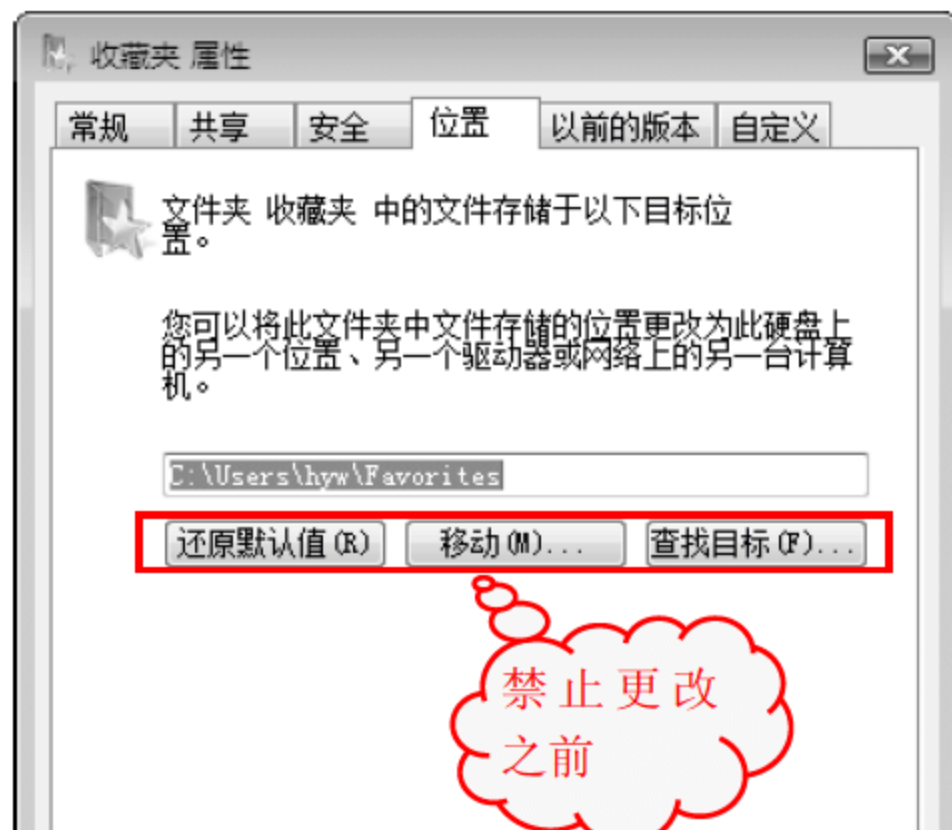 收藏夹 属性
常规 共享 安全 位置 以前的版本 自定义
文件夹 收藏夹 中的文件存储于以下目标位
置。
您可以将此文件夹中文件存储的位置更改为此硬盘上
的另一个位置、另一个驱动器或网络上的另一台计算
机。
C:\Users\hyw\Favorites
还原默认值(R) 移动(M)... 查找目标(F)...
禁止更改
之前